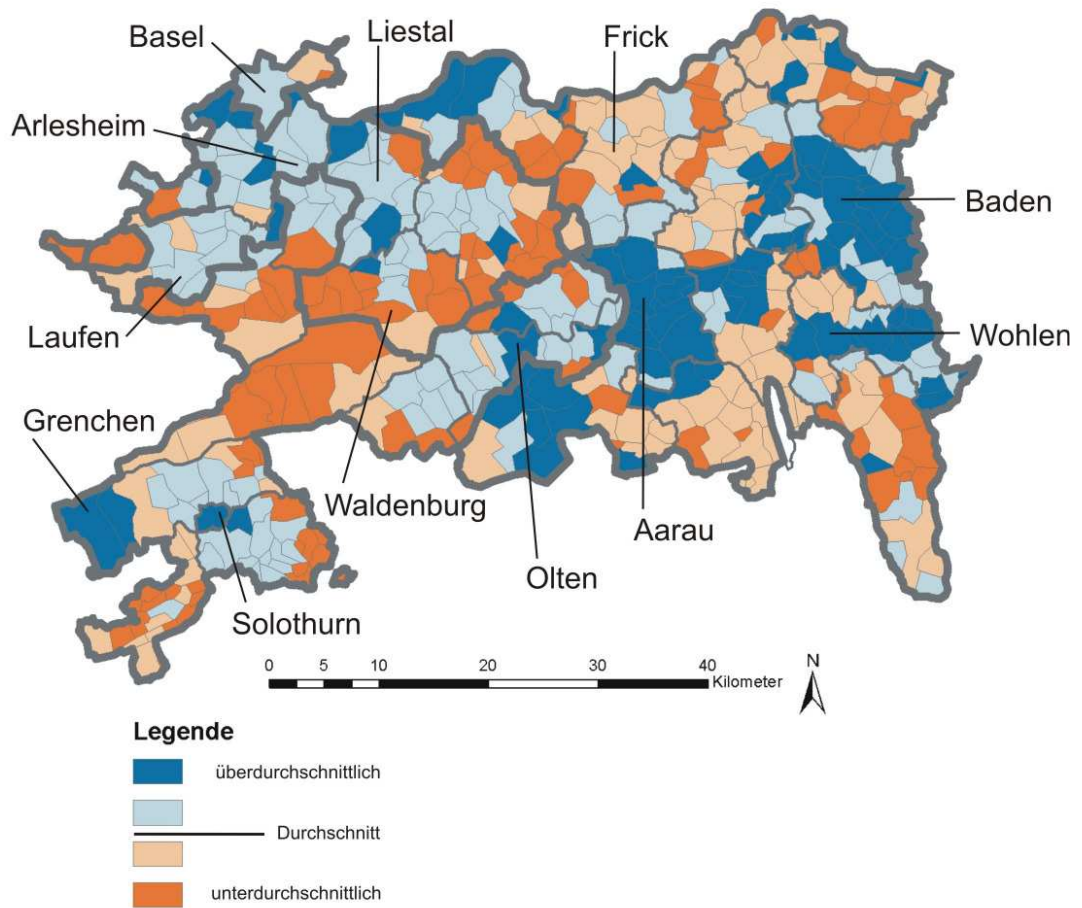 Basel
Liestal
Frick
Arlesheim
Baden
Laufen
Wohlen
Grenchen
Waldenburg
Aarau
Olten
Solothurn
0 5 10 20 30 40
Kilometer
N
Legende
überdurchschnittlich
Durchschnitt
unterdurchschnittlich